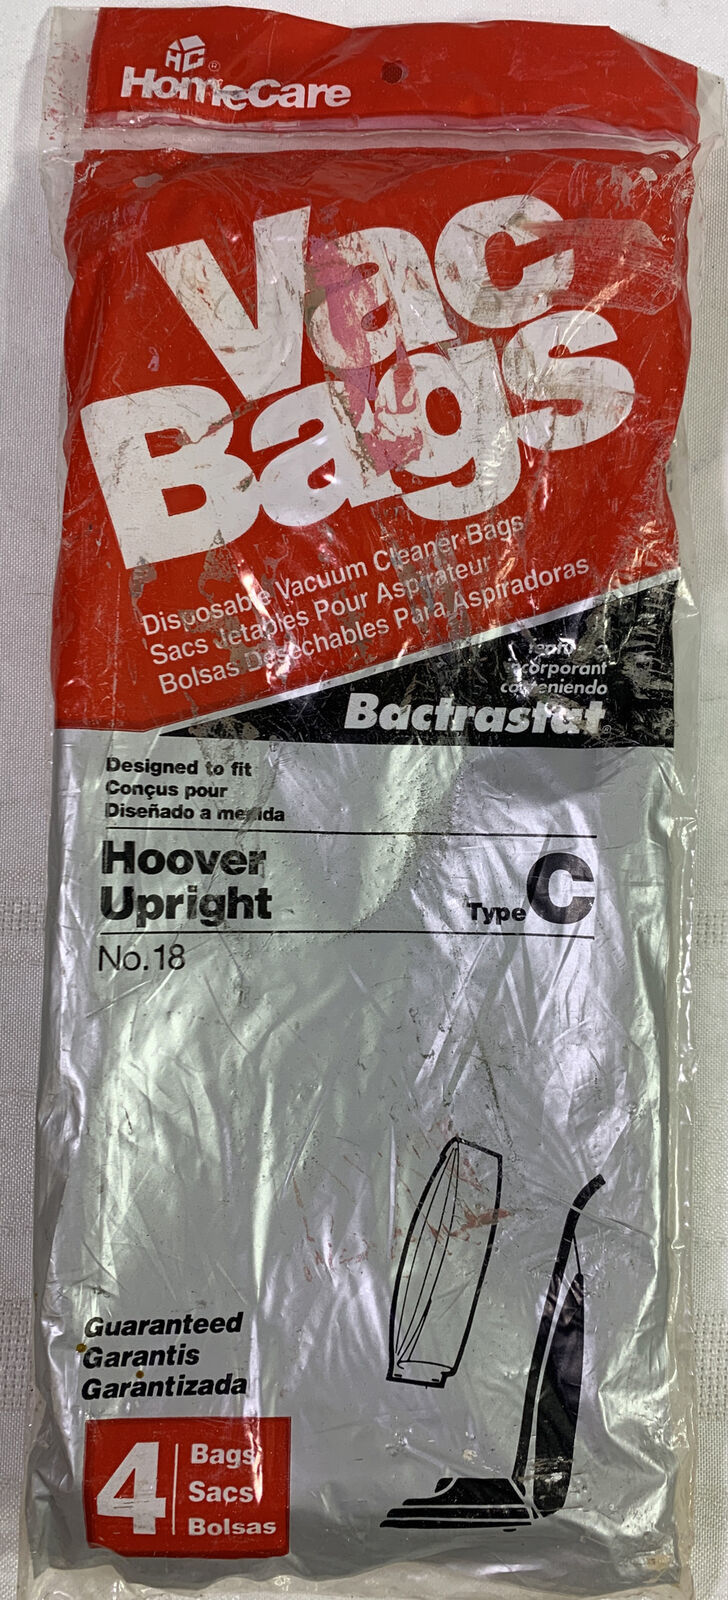 HC
HomeCare®
Vac
Bags
Disposable Vacuum Cleaner Bags
Sacs Jetables Pour Aspirateur
Bolsas Desechables Para Aspiradoras
Bactrastat®
Designed to fit
Conçus pour
Diseñado a medida
Hoover
Upright
Type C
No.18
Guaranteed
Garantis
Garantizada
4
Bags
Sacs
Bolsas